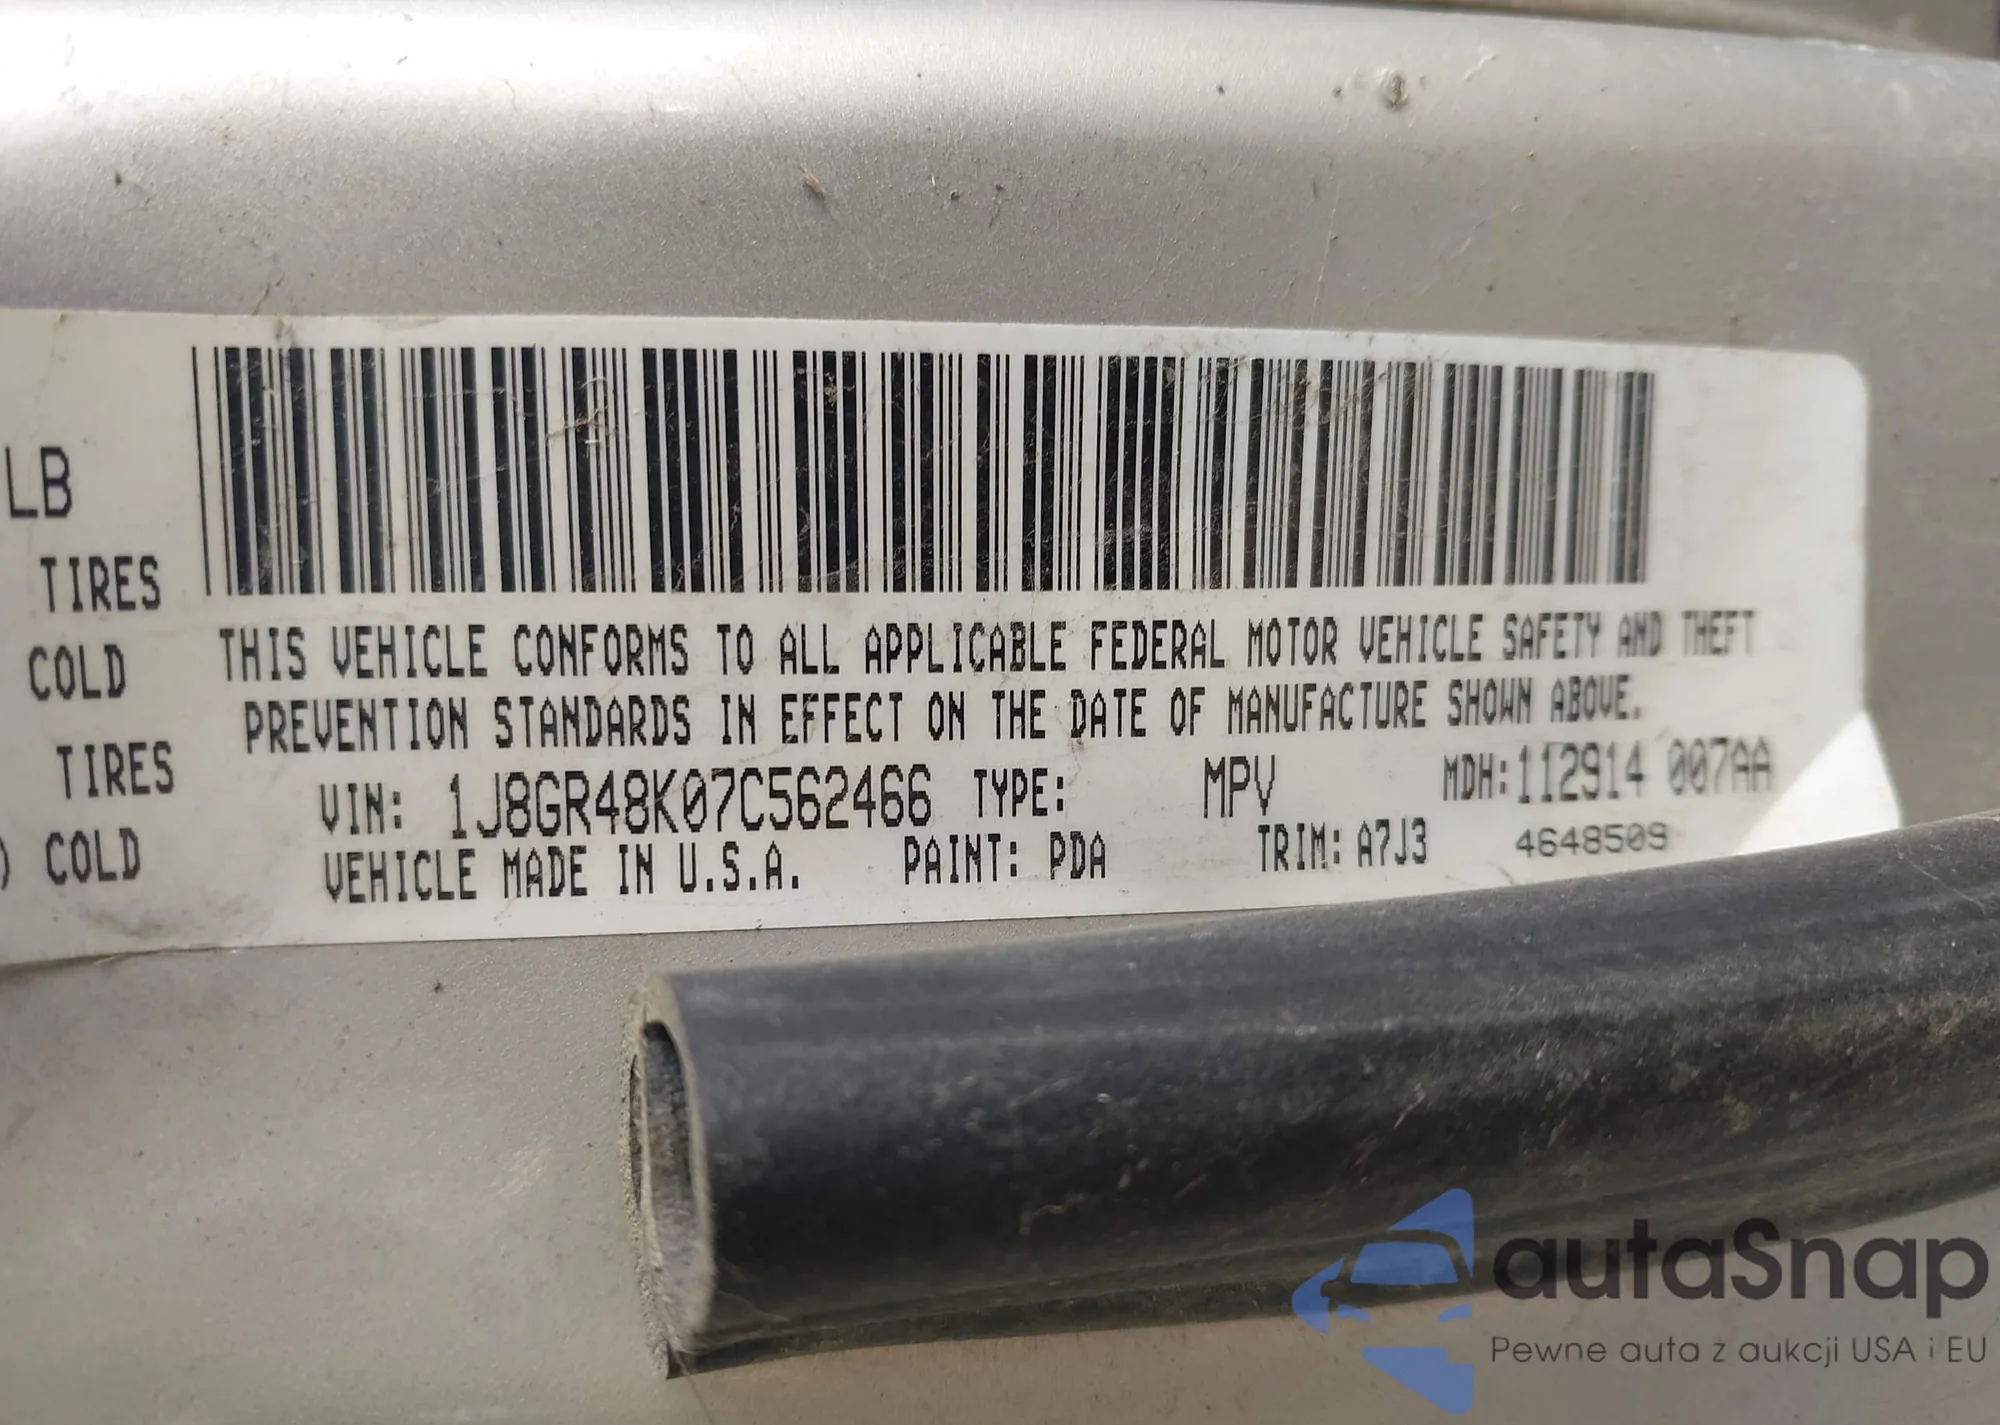 LB
TIRES
COLD
TIRES
) COLD
THIS VEHICLE CONFORMS TO ALL APPLICABLE FEDERAL MOTOR VEHICLE SAFETY AND THEFT
PREVENTION STANDARDS IN EFFECT ON THE DATE OF MANUFACTURE SHOWN ABOVE.
VIN: 1J8GR48K07C562466 TYPE: MPV MDH:112914 007AA
VEHICLE MADE IN U.S.A. PAINT: PDA TRIM: A7J3 4648509
autaSnap
Pewne auta z aukcji USA i EU